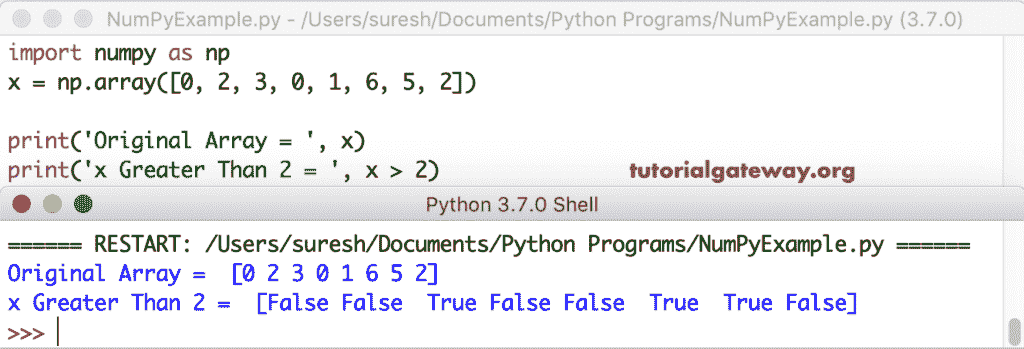 NumPyExample.py - /Users/suresh/Documents/Python Programs/NumPyExample.py (3.7.0)
import numpy as np
x = np.array([0, 2, 3, 0, 1, 6, 5, 2])
print('Original Array = ', x)
print('x Greater Than 2 = ', x > 2)
tutorialgateway.org
Python 3.7.0 Shell
====== RESTART: /Users/suresh/Documents/Python Programs/NumPyExample.py ======
Original Array =  [0 2 3 0 1 6 5 2]
x Greater Than 2 =  [False False  True False False  True  True False]
>>>